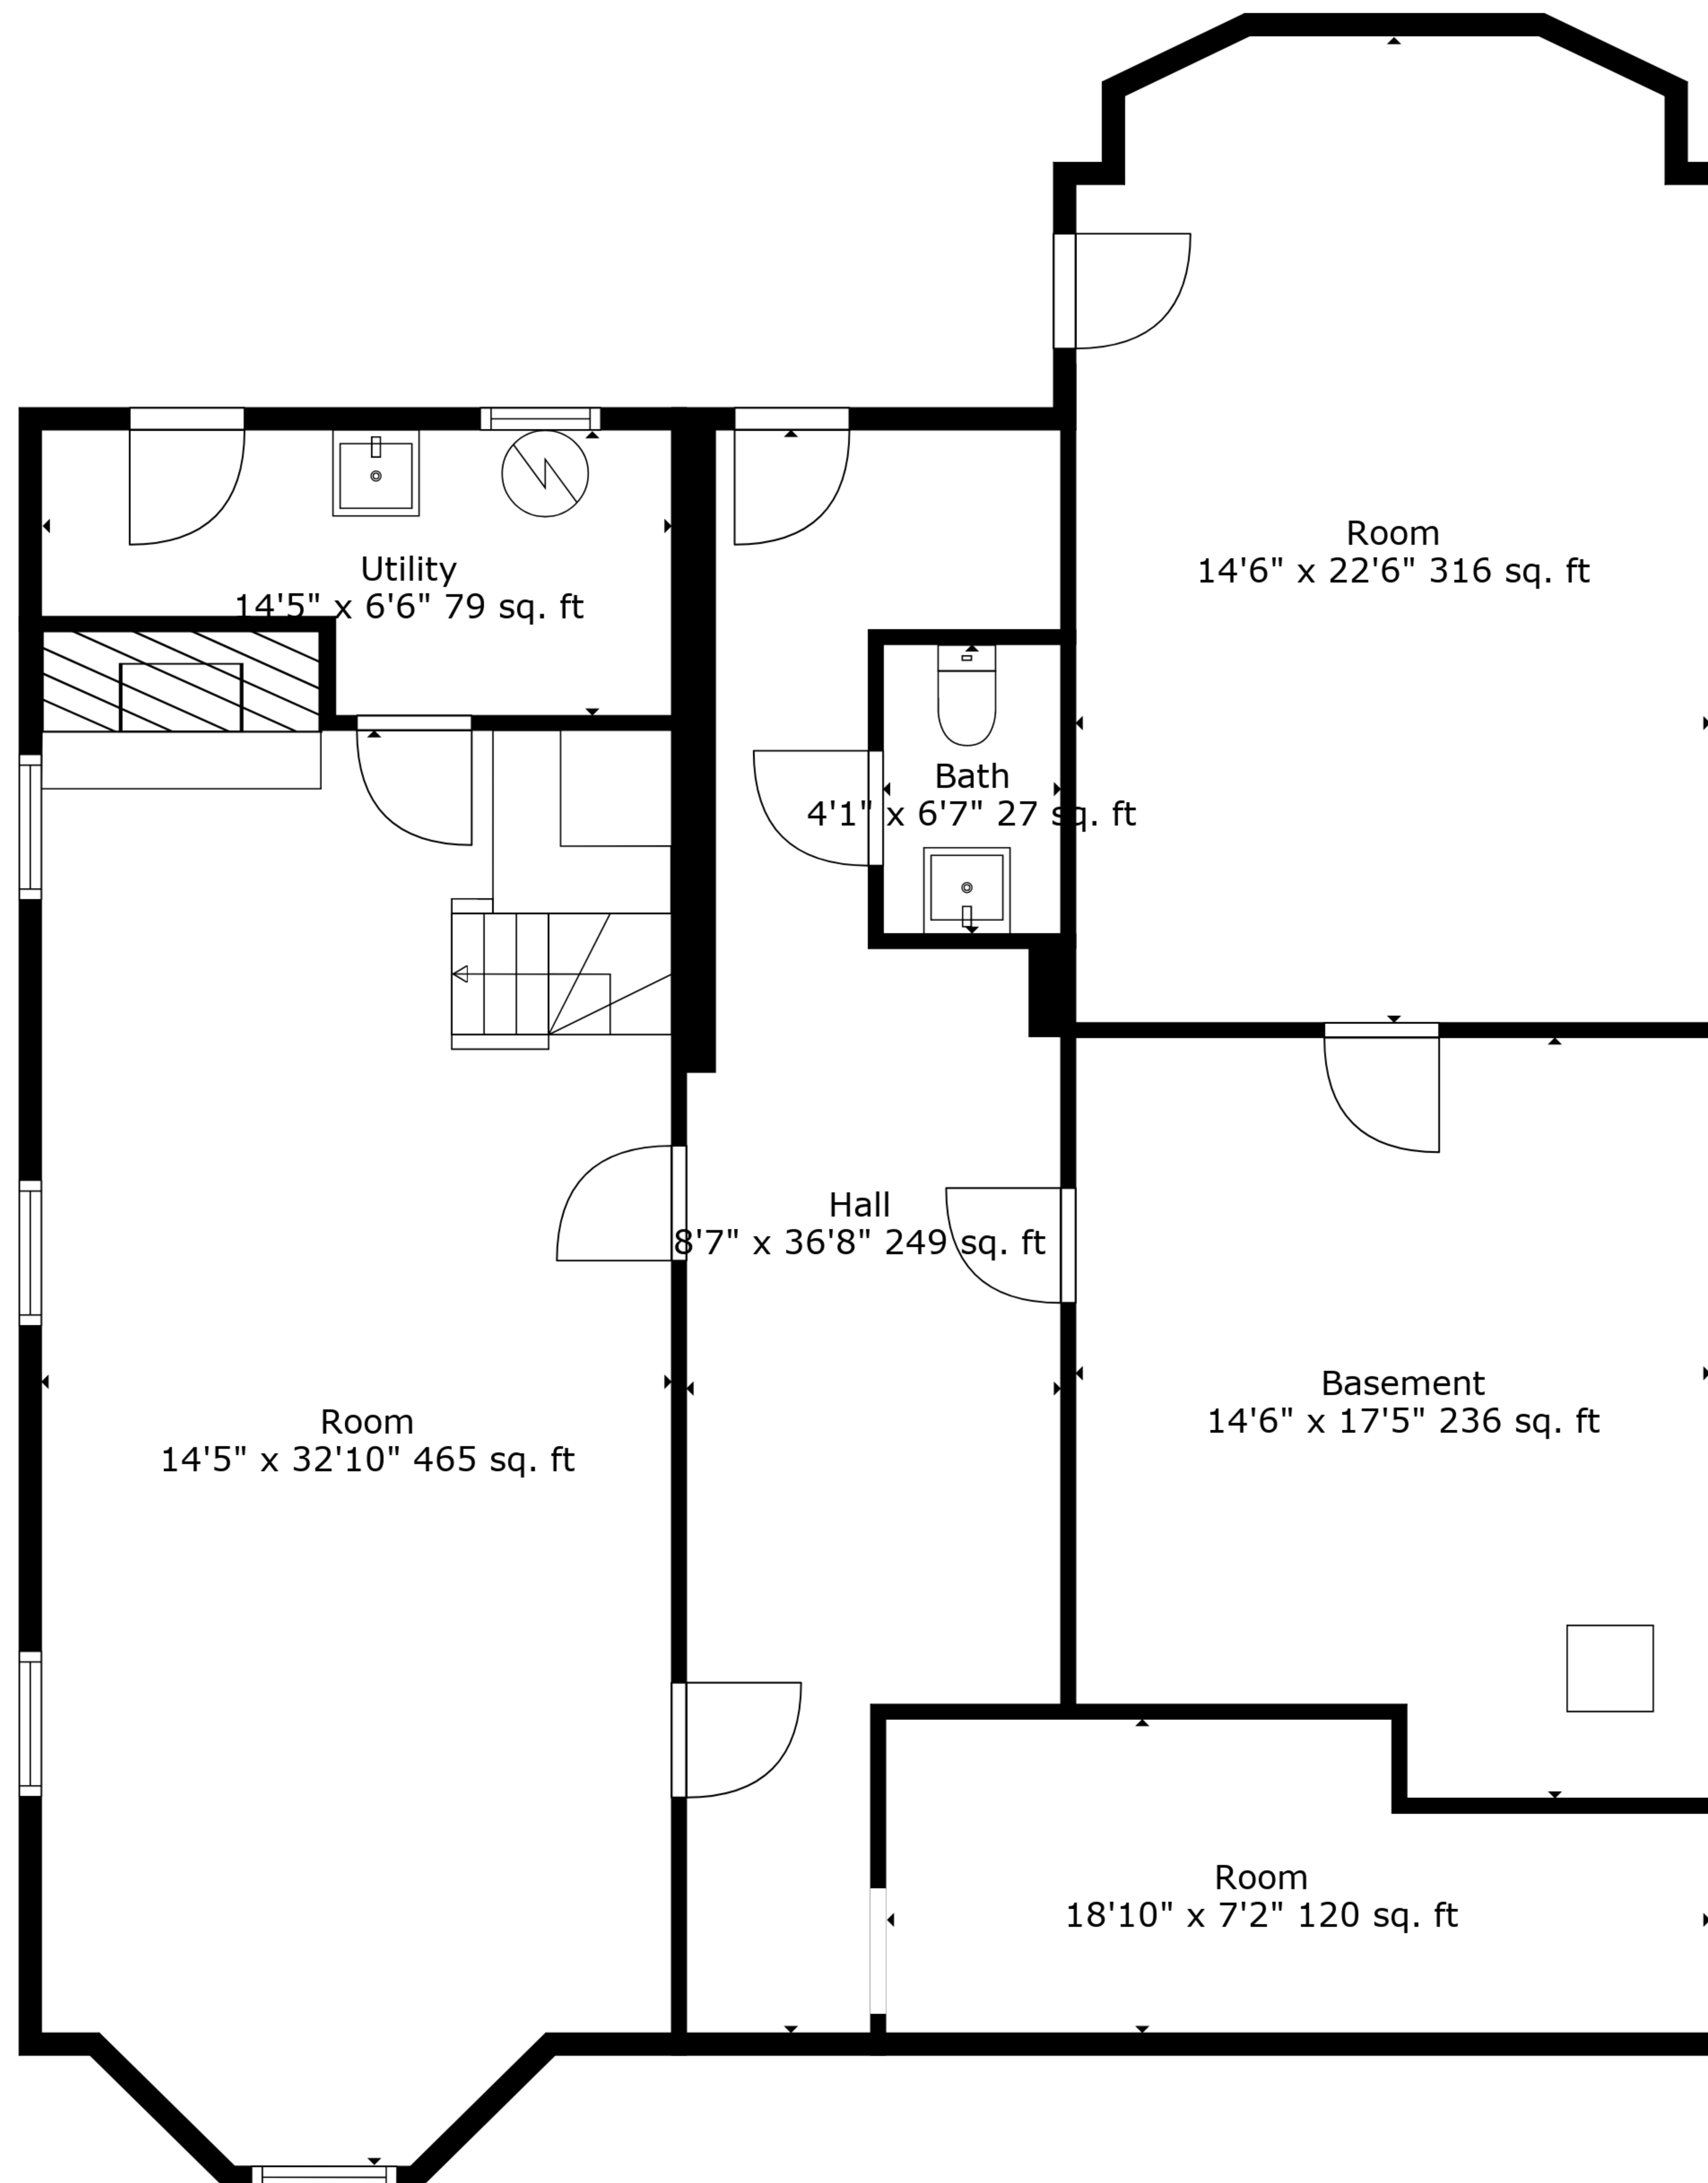 Room
14'6" x 22'6" 316 sq. ft
Utility
14'5" x 6'6" 79 sq. ft
Bath
4'1" x 6'7" 27 sq. ft
Hall
8'7" x 36'8" 249 sq. ft
Basement
14'6" x 17'5" 236 sq. ft
Room
14'5" x 32'10" 465 sq. ft
Room
18'10" x 7'2" 120 sq. ft